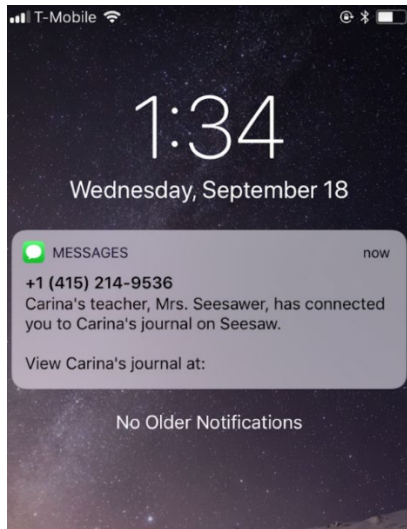 T-Mobile
1:34
Wednesday, September 18
MESSAGES now
+1 (415) 214-9536
Carina's teacher, Mrs. Seesawer, has connected
you to Carina's journal on Seesaw.
View Carina's journal at:
No Older Notifications